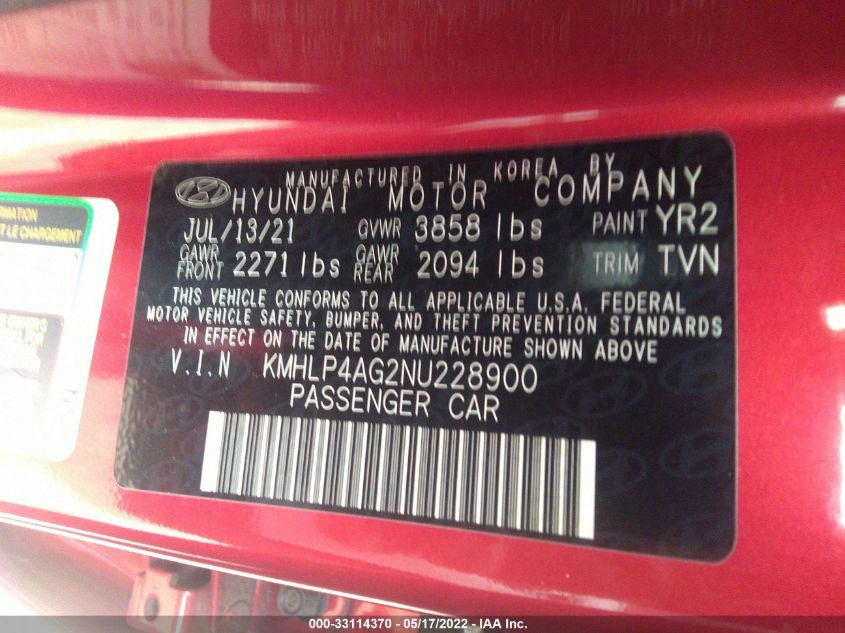 MANUFACTURED IN KOREA BY
HYUNDAI MOTOR COMPANY
JUL/13/21 GVWR 3858 lbs PAINT YR2
GAWR FRONT 2271 lbs GAWR REAR 2094 lbs TRIM TVN
THIS VEHICLE CONFORMS TO ALL APPLICABLE U.S.A. FEDERAL
MOTOR VEHICLE SAFETY, BUMPER, AND THEFT PREVENTION STANDARDS
IN EFFECT ON THE DATE OF MANUFACTURE SHOWN ABOVE
V.I.N KMHLP4AG2NU228900
PASSENGER CAR
LE CHARGEMENT
000-33114370 - 05/17/2022 - IAA Inc.